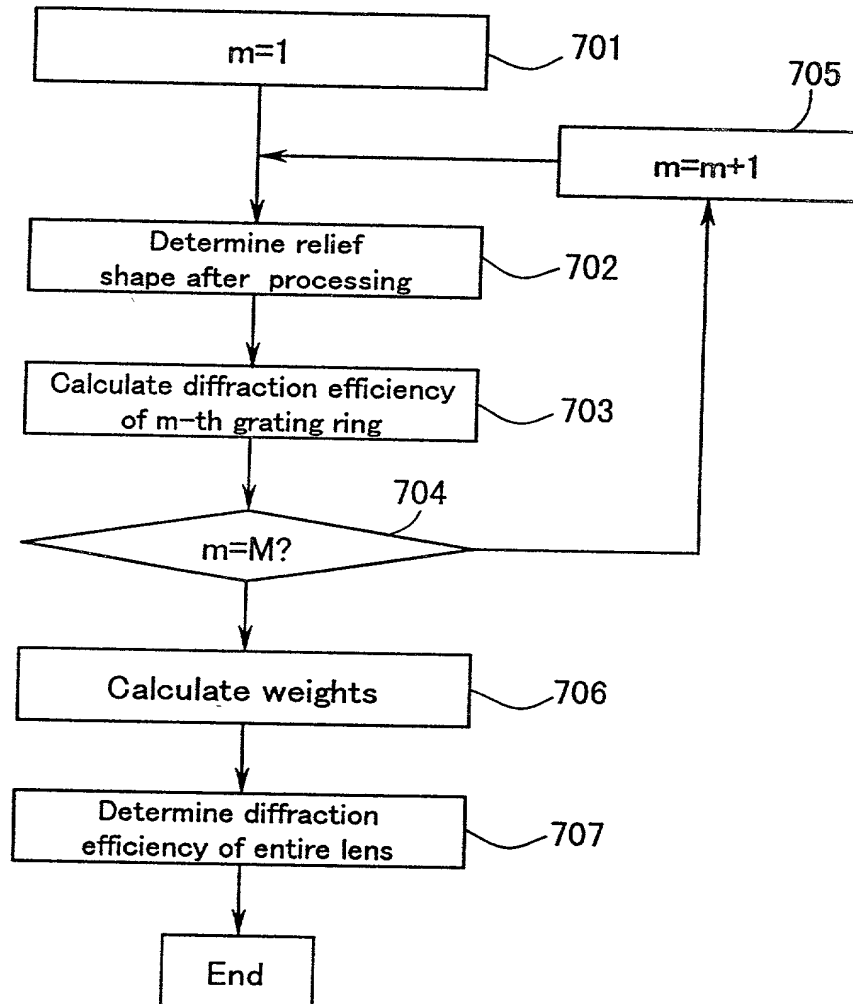 m=1
701
705
m=m+1
Determine relief
shape after processing
702
Calculate diffraction efficiency
of m-th grating ring
703
704
m=M?
Calculate weights
706
Determine diffraction
efficiency of entire lens
707
End